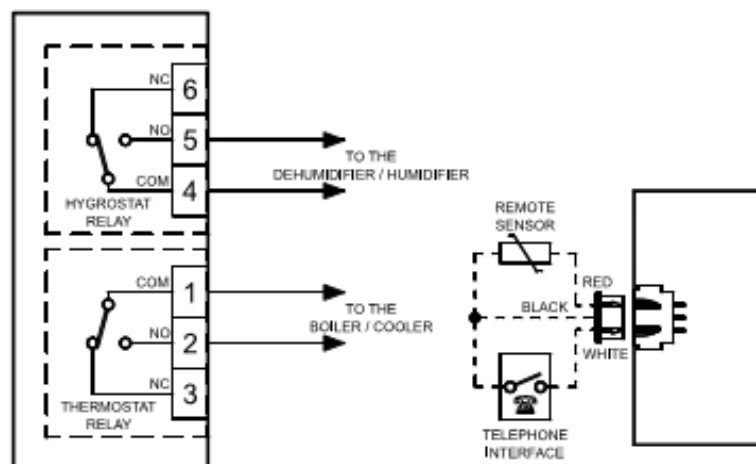 NC
6
NO
5
TO THE
DEHUMIDIFIER / HUMIDIFIER
COM
4
HYGROSTAT
RELAY
COM
1
TO THE
BOILER / COOLER
NO
2
NC
3
THERMOSTAT
RELAY
REMOTE
SENSOR
RED
BLACK
WHITE
TELEPHONE
INTERFACE